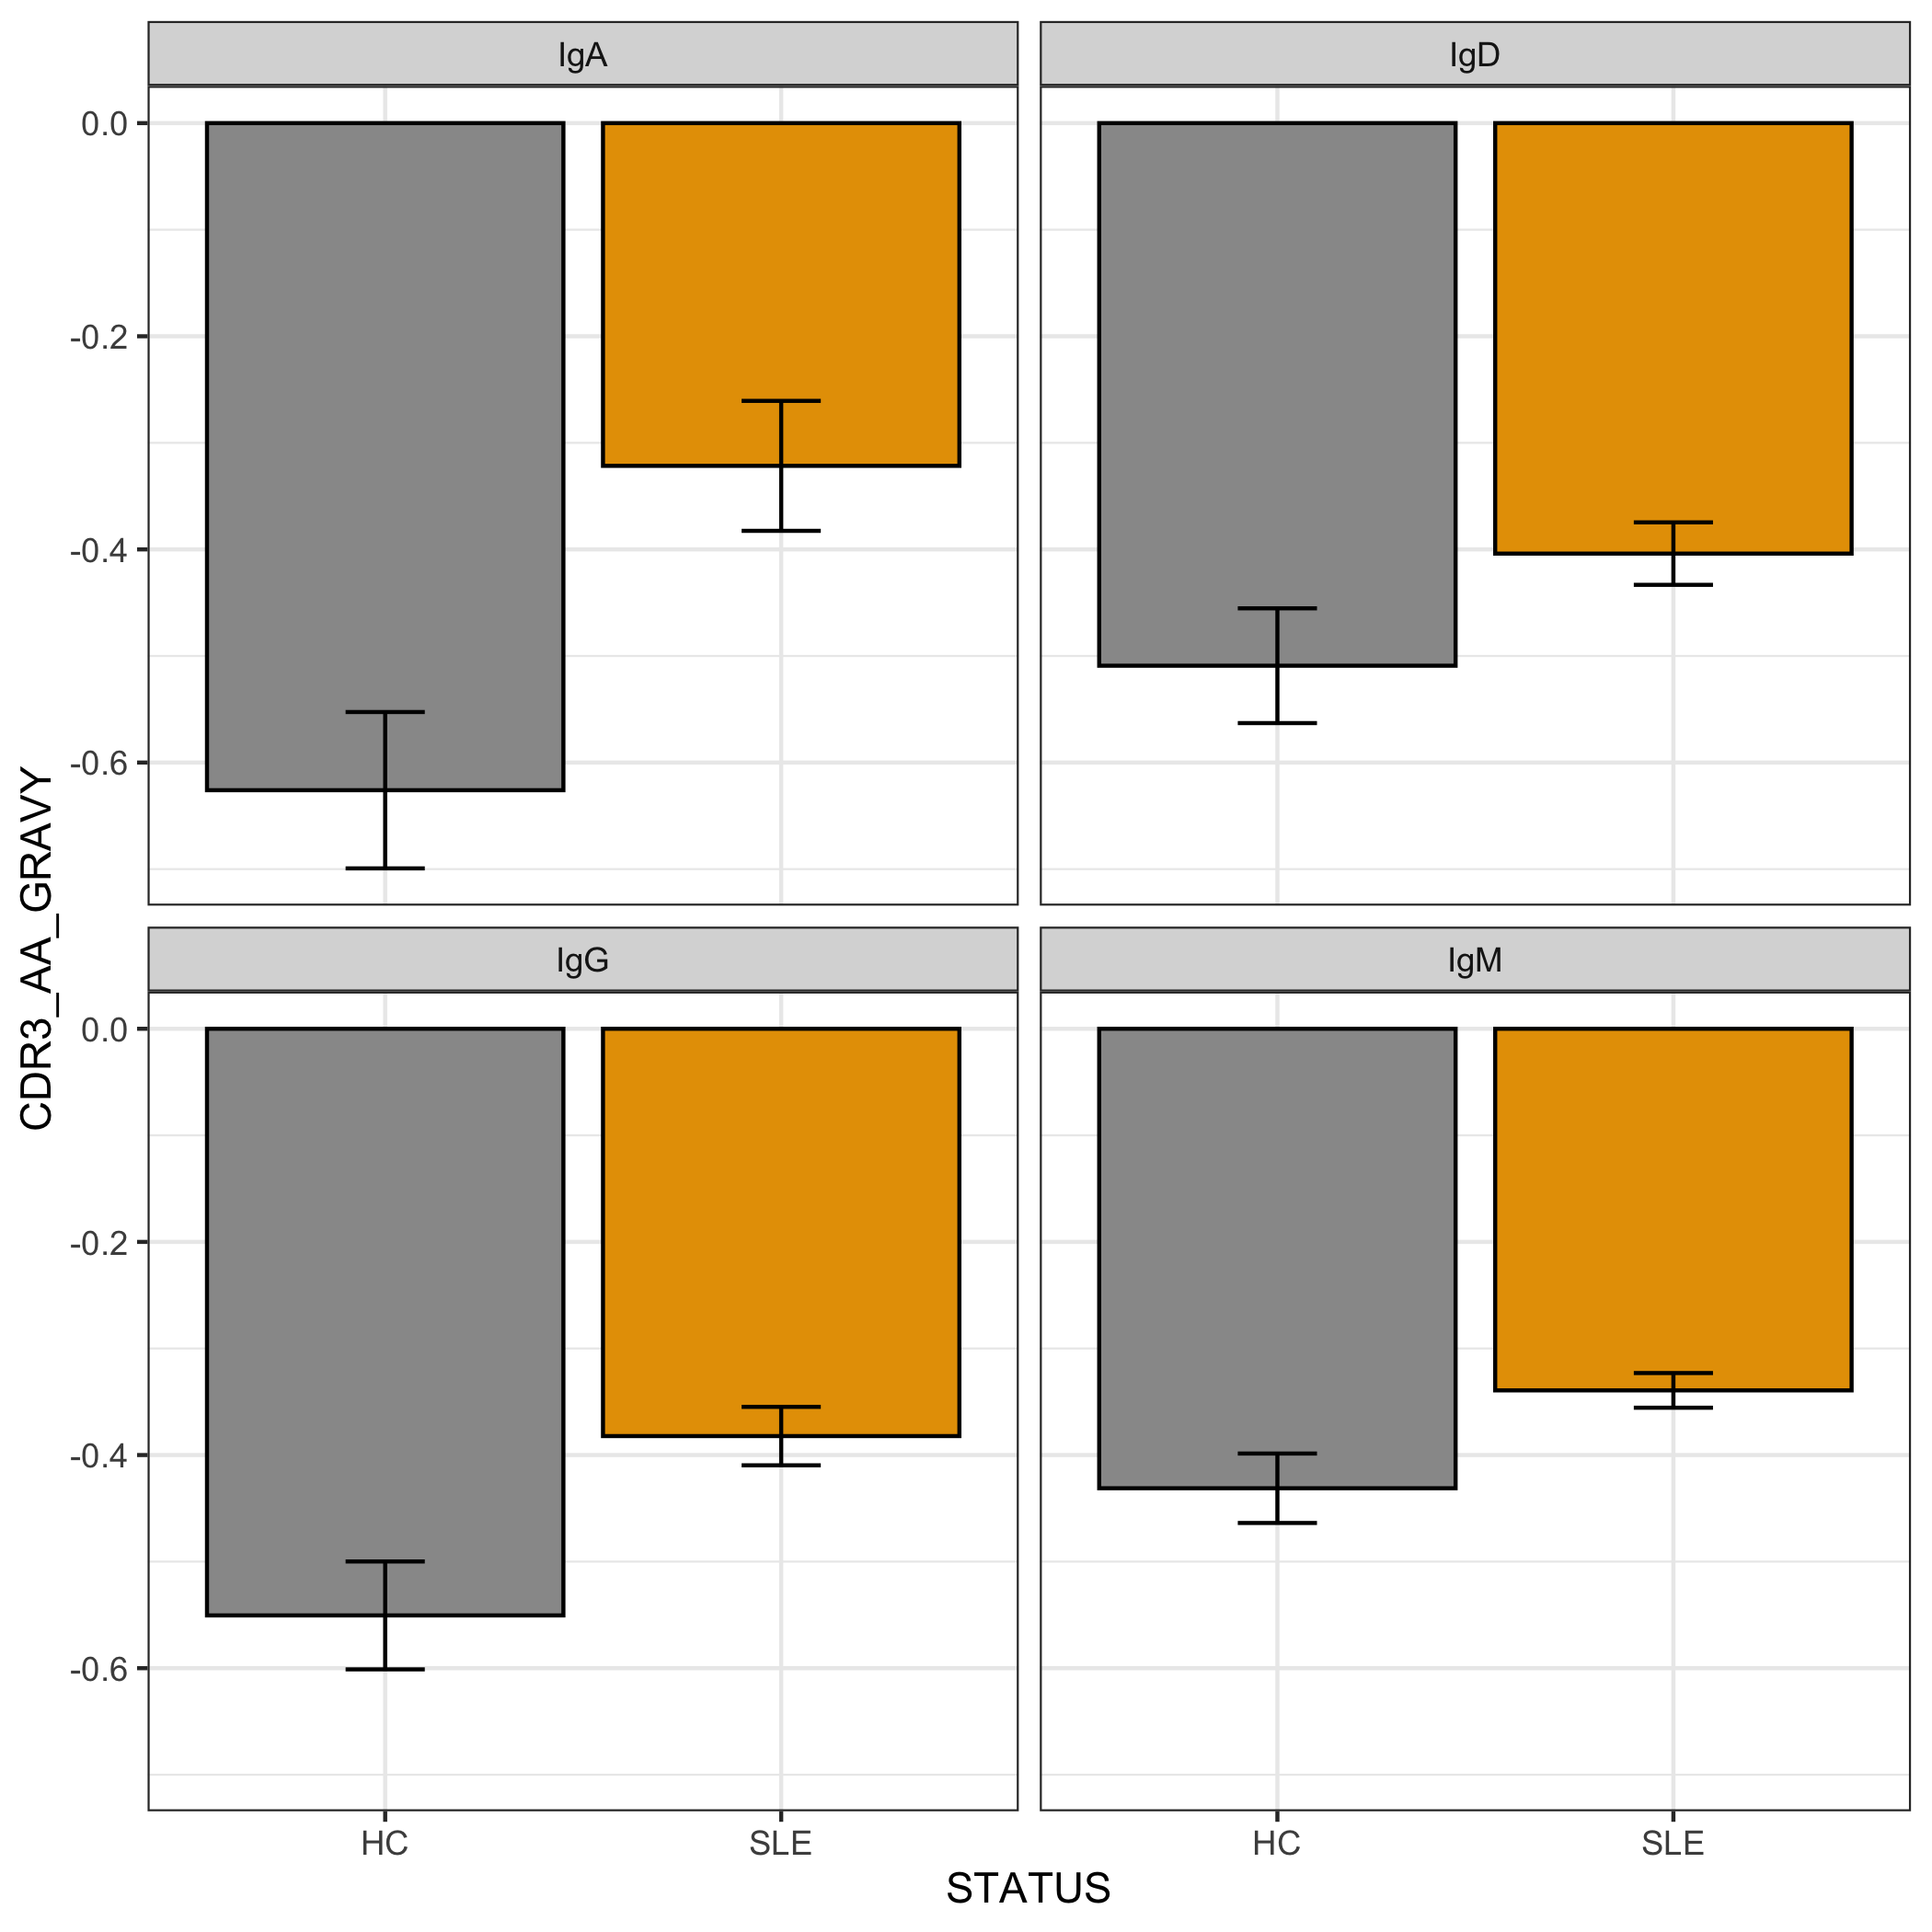 IgA
IgD
0.0
-0.2
-0.4
-0.6
IgG
IgM
0.0
-0.2
-0.4
-0.6
CDR3_AA_GRAVY
HC
SLE
HC
SLE
STATUS